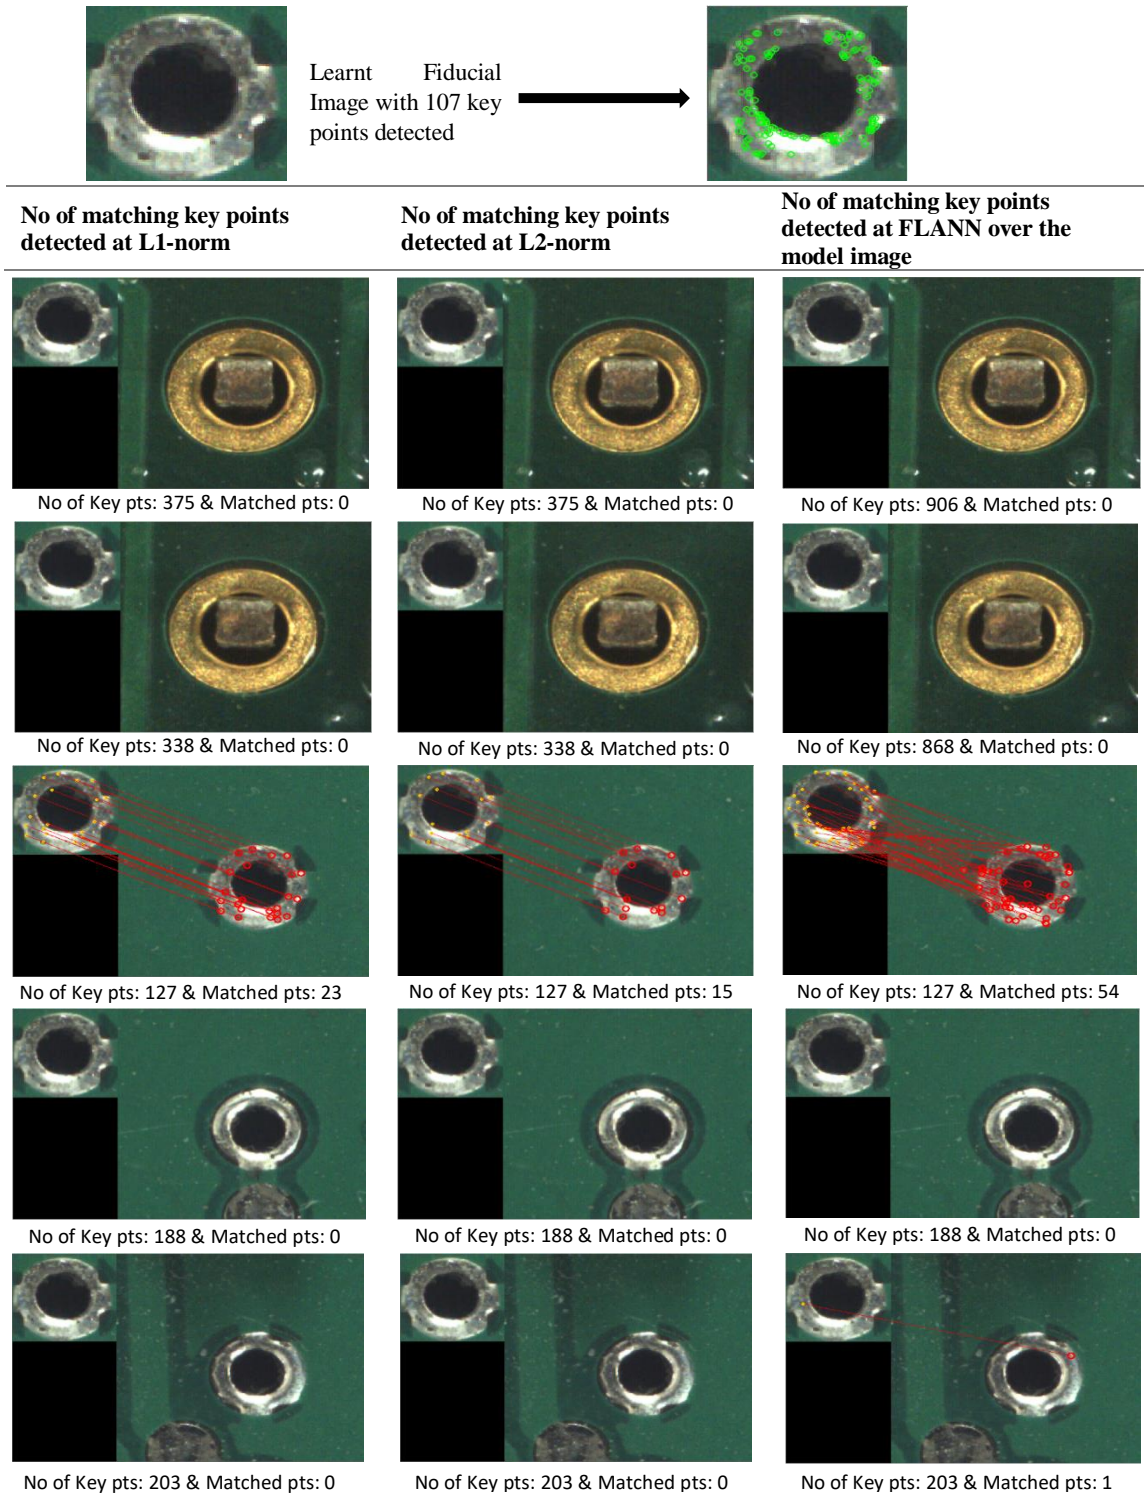 Learnt Fiducial
Image with 107 key
points detected
No of matching key points
detected at L1-norm
No of matching key points
detected at L2-norm
No of matching key points
detected at FLANN over the
model image
No of Key pts: 375 & Matched pts: 0
No of Key pts: 375 & Matched pts: 0
No of Key pts: 906 & Matched pts: 0
No of Key pts: 338 & Matched pts: 0
No of Key pts: 338 & Matched pts: 0
No of Key pts: 868 & Matched pts: 0
No of Key pts: 127 & Matched pts: 23
No of Key pts: 127 & Matched pts: 15
No of Key pts: 127 & Matched pts: 54
No of Key pts: 188 & Matched pts: 0
No of Key pts: 188 & Matched pts: 0
No of Key pts: 188 & Matched pts: 0
No of Key pts: 203 & Matched pts: 0
No of Key pts: 203 & Matched pts: 0
No of Key pts: 203 & Matched pts: 1